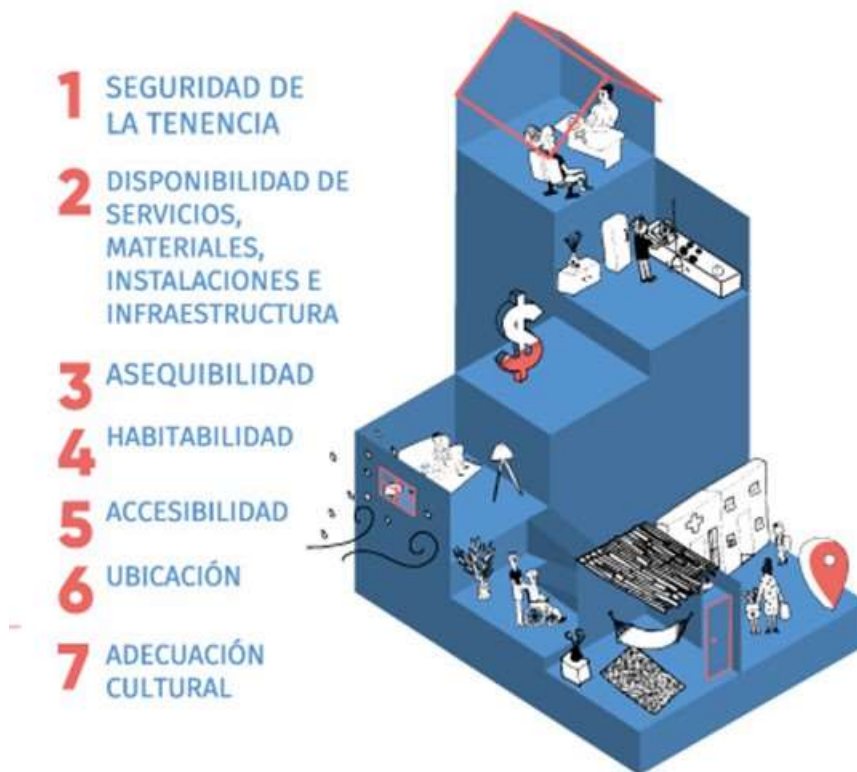 1 SEGURIDAD DE
LA TENENCIA
2 DISPONIBILIDAD DE
SERVICIOS,
MATERIALES,
INSTALACIONES E
INFRAESTRUCTURA
3 ASEQUIBILIDAD
4 HABITABILIDAD
5 ACCESIBILIDAD
6 UBICACIÓN
7 ADECUACIÓN
CULTURAL
$